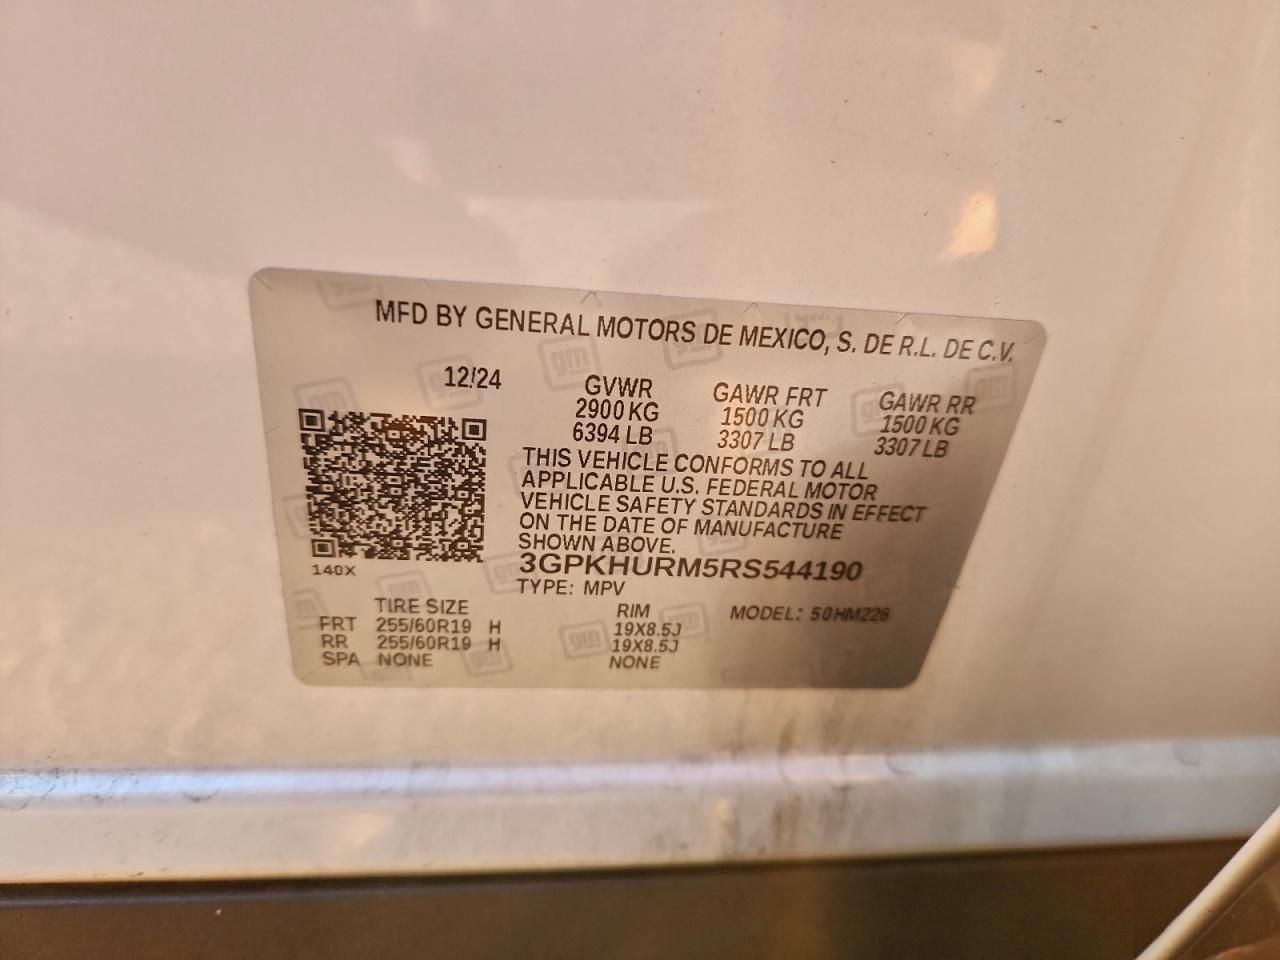 MFD BY GENERAL MOTORS DE MEXICO, S. DE R.L. DE C.V.
12/24 GVWR GAWR FRT GAWR RR
2900 KG 1500 KG 1500 KG
6394 LB 3307 LB 3307 LB
THIS VEHICLE CONFORMS TO ALL
APPLICABLE U.S. FEDERAL MOTOR
VEHICLE SAFETY STANDARDS IN EFFECT
ON THE DATE OF MANUFACTURE
SHOWN ABOVE.
140X
3GPKHURM5RS544190
TYPE: MPV
TIRE SIZE RIM MODEL: 50HM226
FRT 255/60R19 H 19X8.5J
RR 255/60R19 H 19X8.5J
SPA NONE NONE
gm
gm
gm